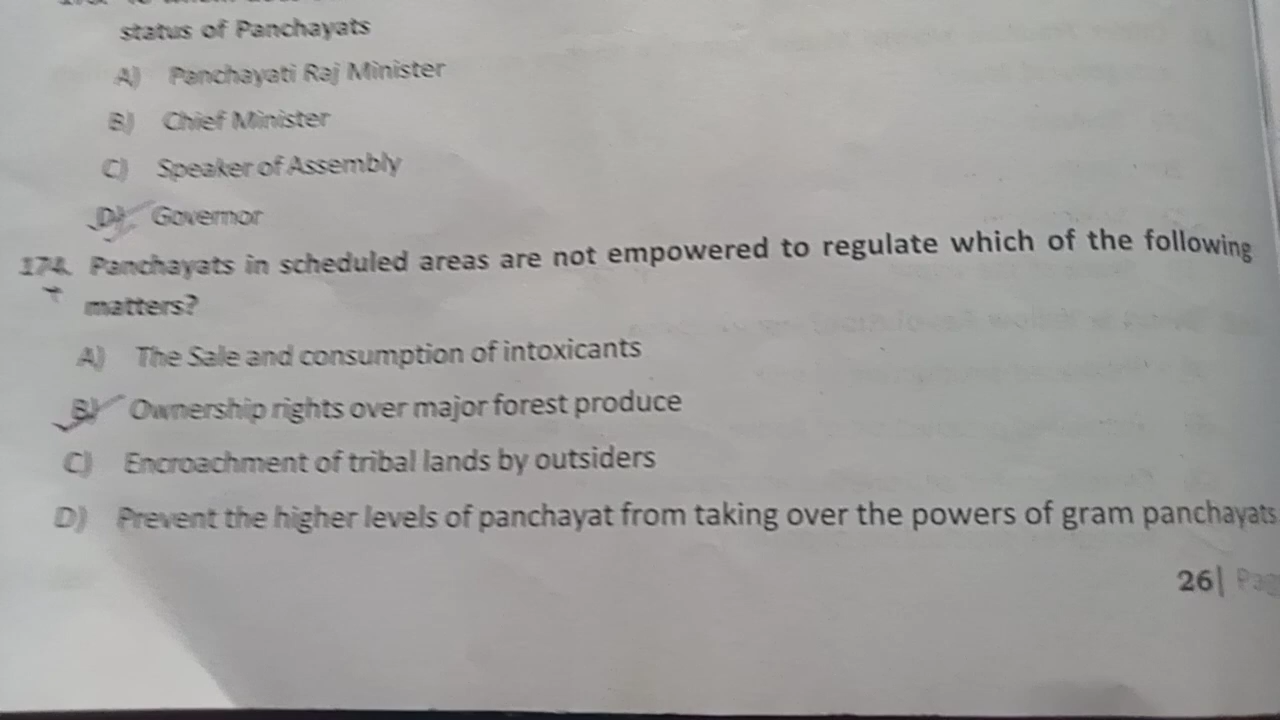 status of Panchayats
A) Panchayati Raj Minister
B) Chief Minister
C) Speaker of Assembly
D) Governor
174. Panchayats in scheduled areas are not empowered to regulate which of the following
matters?
A) The Sale and consumption of intoxicants
B) Ownership rights over major forest produce
C) Encroachment of tribal lands by outsiders
D) Prevent the higher levels of panchayat from taking over the powers of gram panchayats
26|